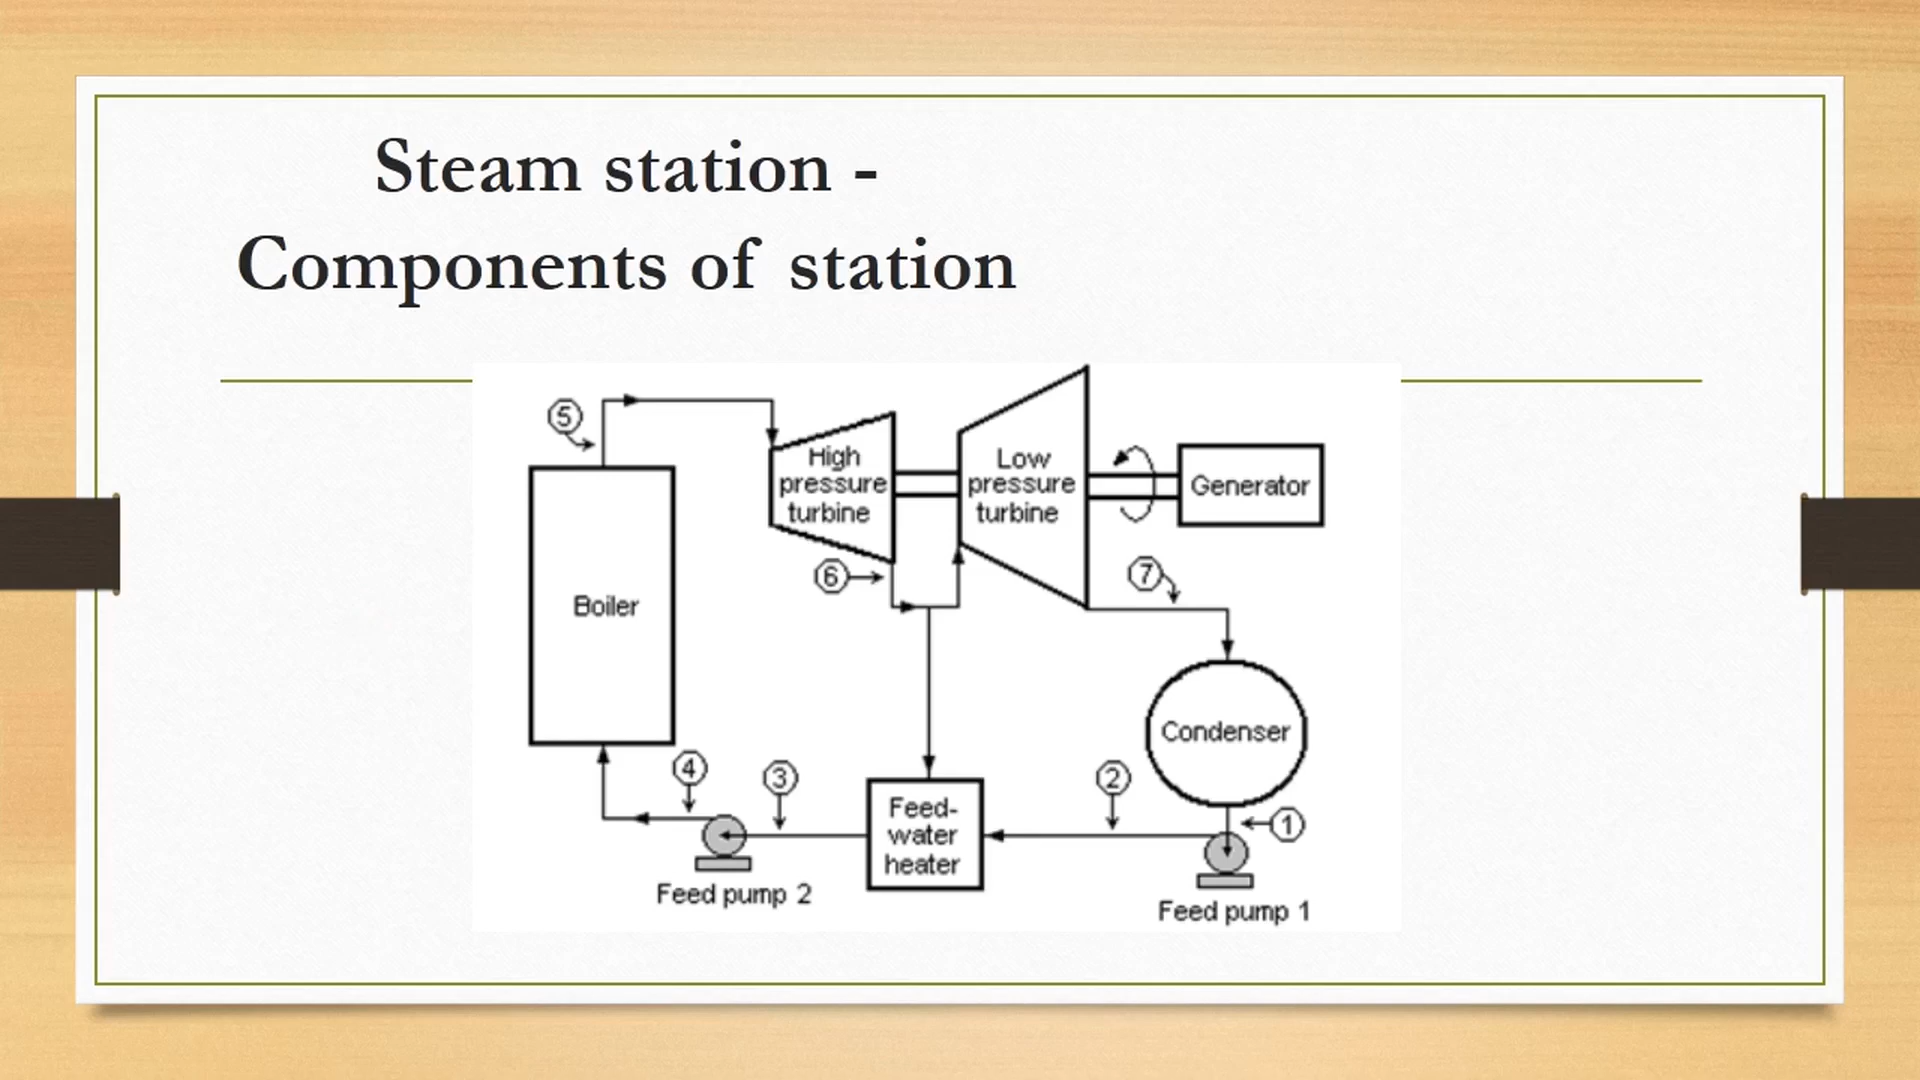 Steam station -
Components of station
5
High
pressure
turbine
Low
pressure
turbine
Generator
6
7
Boiler
Condenser
4
3
Feed-
water
heater
2
1
Feed pump 2
Feed pump 1